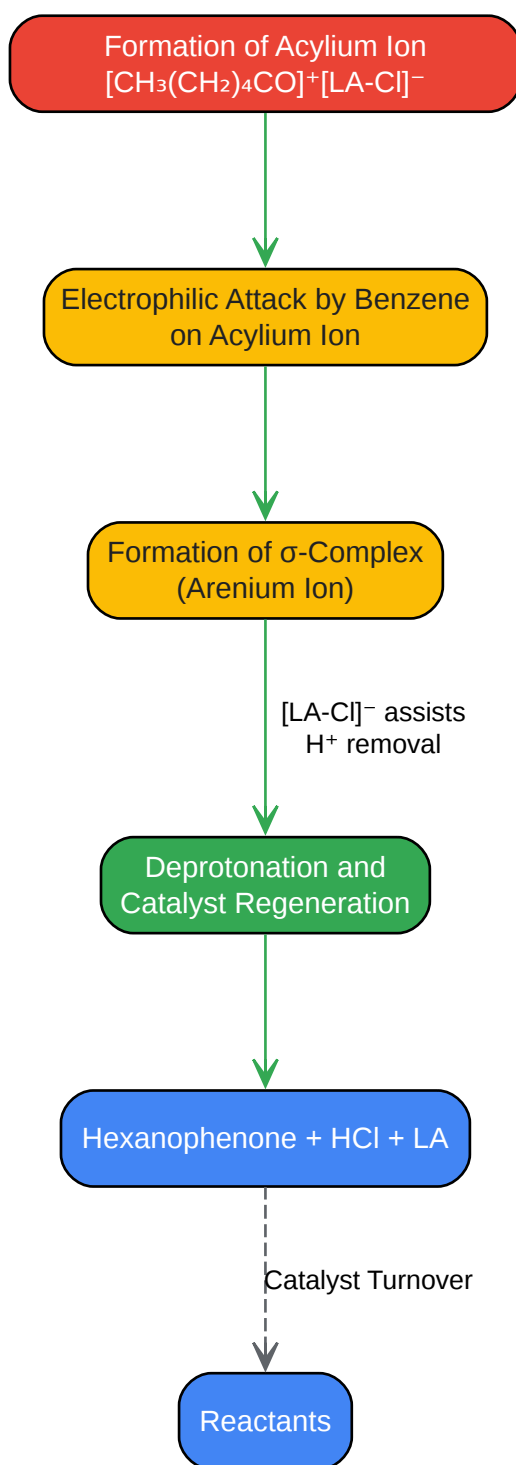 Formation of Acylium Ion
[CH₃(CH₂)₄CO]⁺[LA-Cl]⁻
Electrophilic Attack by Benzene
on Acylium Ion
Formation of σ-Complex
(Arenium Ion)
[LA-Cl]⁻ assists
H⁺ removal
Deprotonation and
Catalyst Regeneration
Hexanophenone + HCl + LA
Catalyst Turnover
Reactants